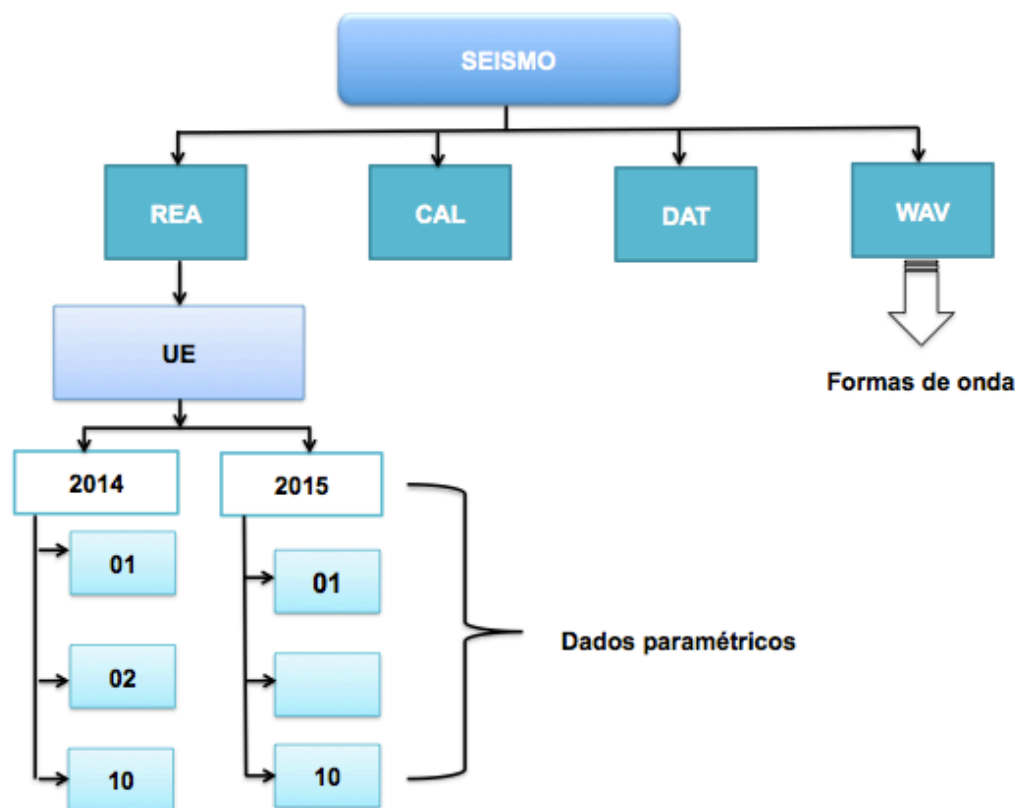 SEISMO
REA
CAL
DAT
WAV
UE
Formas de onda
2014
2015
01
01
02
10
10
Dados paramétricos